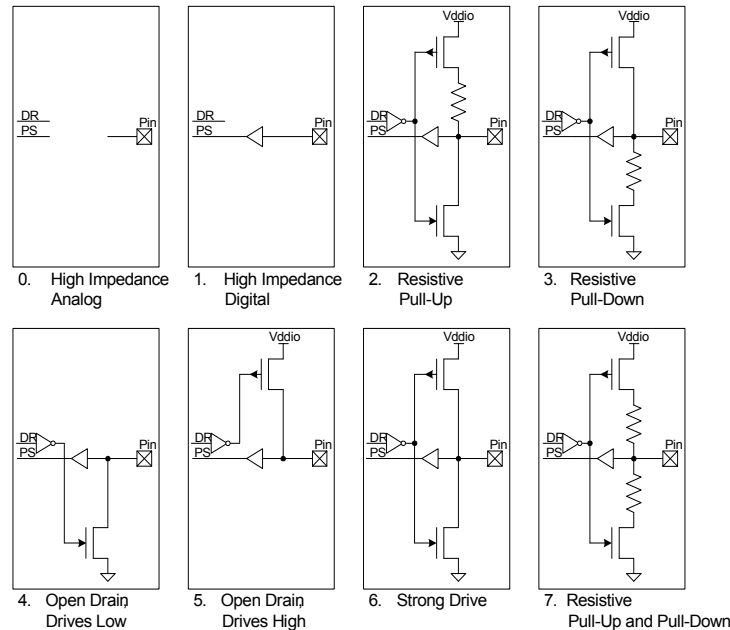 Vddio
Vddio
DR
PS
Pin
DR
PS
Pin
DR
PS
Pin
DR
PS
Pin
0. High Impedance
Analog
1. High Impedance
Digital
2. Resistive
Pull-Up
3. Resistive
Pull-Down
Vddio
Vddio
Vddio
DR
PS
Pin
DR
PS
Pin
DR
PS
Pin
DR
PS
Pin
4. Open Drain,
Drives Low
5. Open Drain,
Drives High
6. Strong Drive
7. Resistive
Pull-Up and Pull-Down